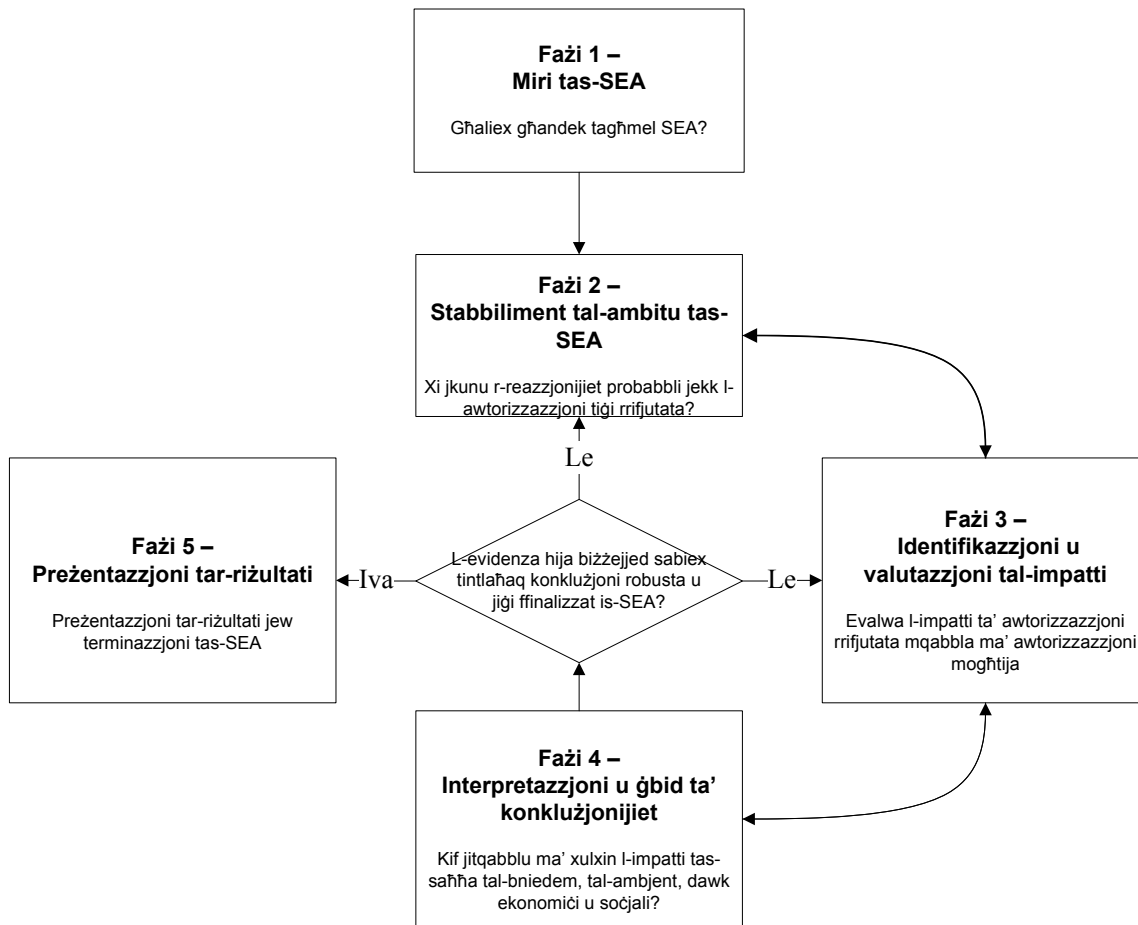 Fażi 1 –
Miri tas-SEA
Għaliex għandek tagħmel SEA?
Fażi 2 –
Stabbiliment tal-ambitu tas-
SEA
Xi jkunu r-reazzjonijiet probabbli jekk l-
awtorizzazzjoni tiġi rrifjutata?
Le
Fażi 5 –
Preżentazzjoni tar-riżultati
Preżentazzjoni tar-riżultati jew
terminazzjoni tas-SEA
Iva
L-evidenza hija biżżejjed sabiex
tintlaħaq konklużjoni robusta u
jiġi ffinalizzat is-SEA?
Le
Fażi 3 –
Identifikazzjoni u
valutazzjoni tal-impatti
Evalwa l-impatti ta’ awtorizzazzjoni
rrifjutata mqabbla ma’ awtorizzazzjoni
mogħtija
Fażi 4 –
Interpretazzjoni u ġbid ta’
konklużjonijiet
Kif jitqabblu ma’ xulxin l-impatti tas-
saħħa tal-bniedem, tal-ambjent, dawk
ekonomiċi u soċjali?